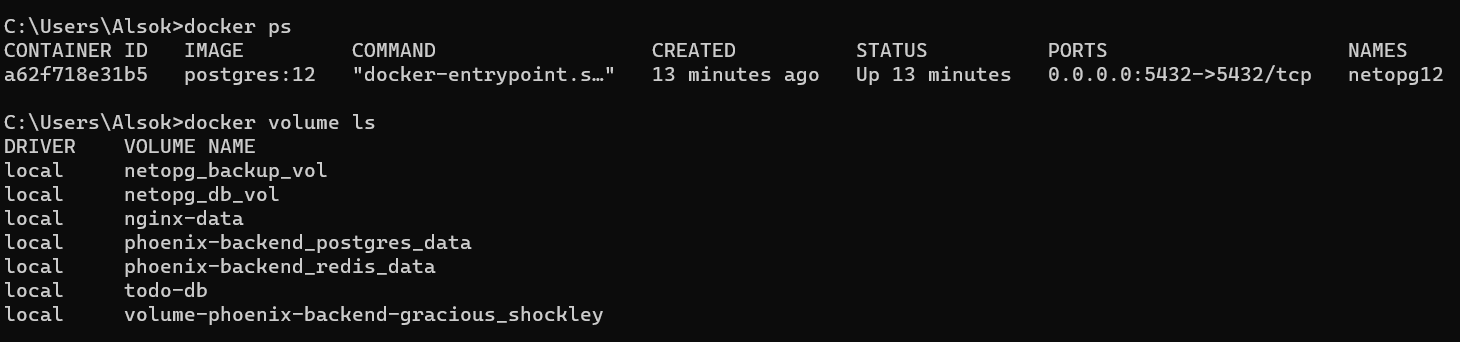 C:\Users\Alsok>docker ps
CONTAINER ID   IMAGE         COMMAND                  CREATED          STATUS          PORTS                    NAMES
a62f718e31b5   postgres:12   "docker-entrypoint.s…"   13 minutes ago   Up 13 minutes   0.0.0.0:5432->5432/tcp   netopg12
C:\Users\Alsok>docker volume ls
DRIVER    VOLUME NAME
local     netopg_backup_vol
local     netopg_db_vol
local     nginx-data
local     phoenix-backend_postgres_data
local     phoenix-backend_redis_data
local     todo-db
local     volume-phoenix-backend-gracious_shockley